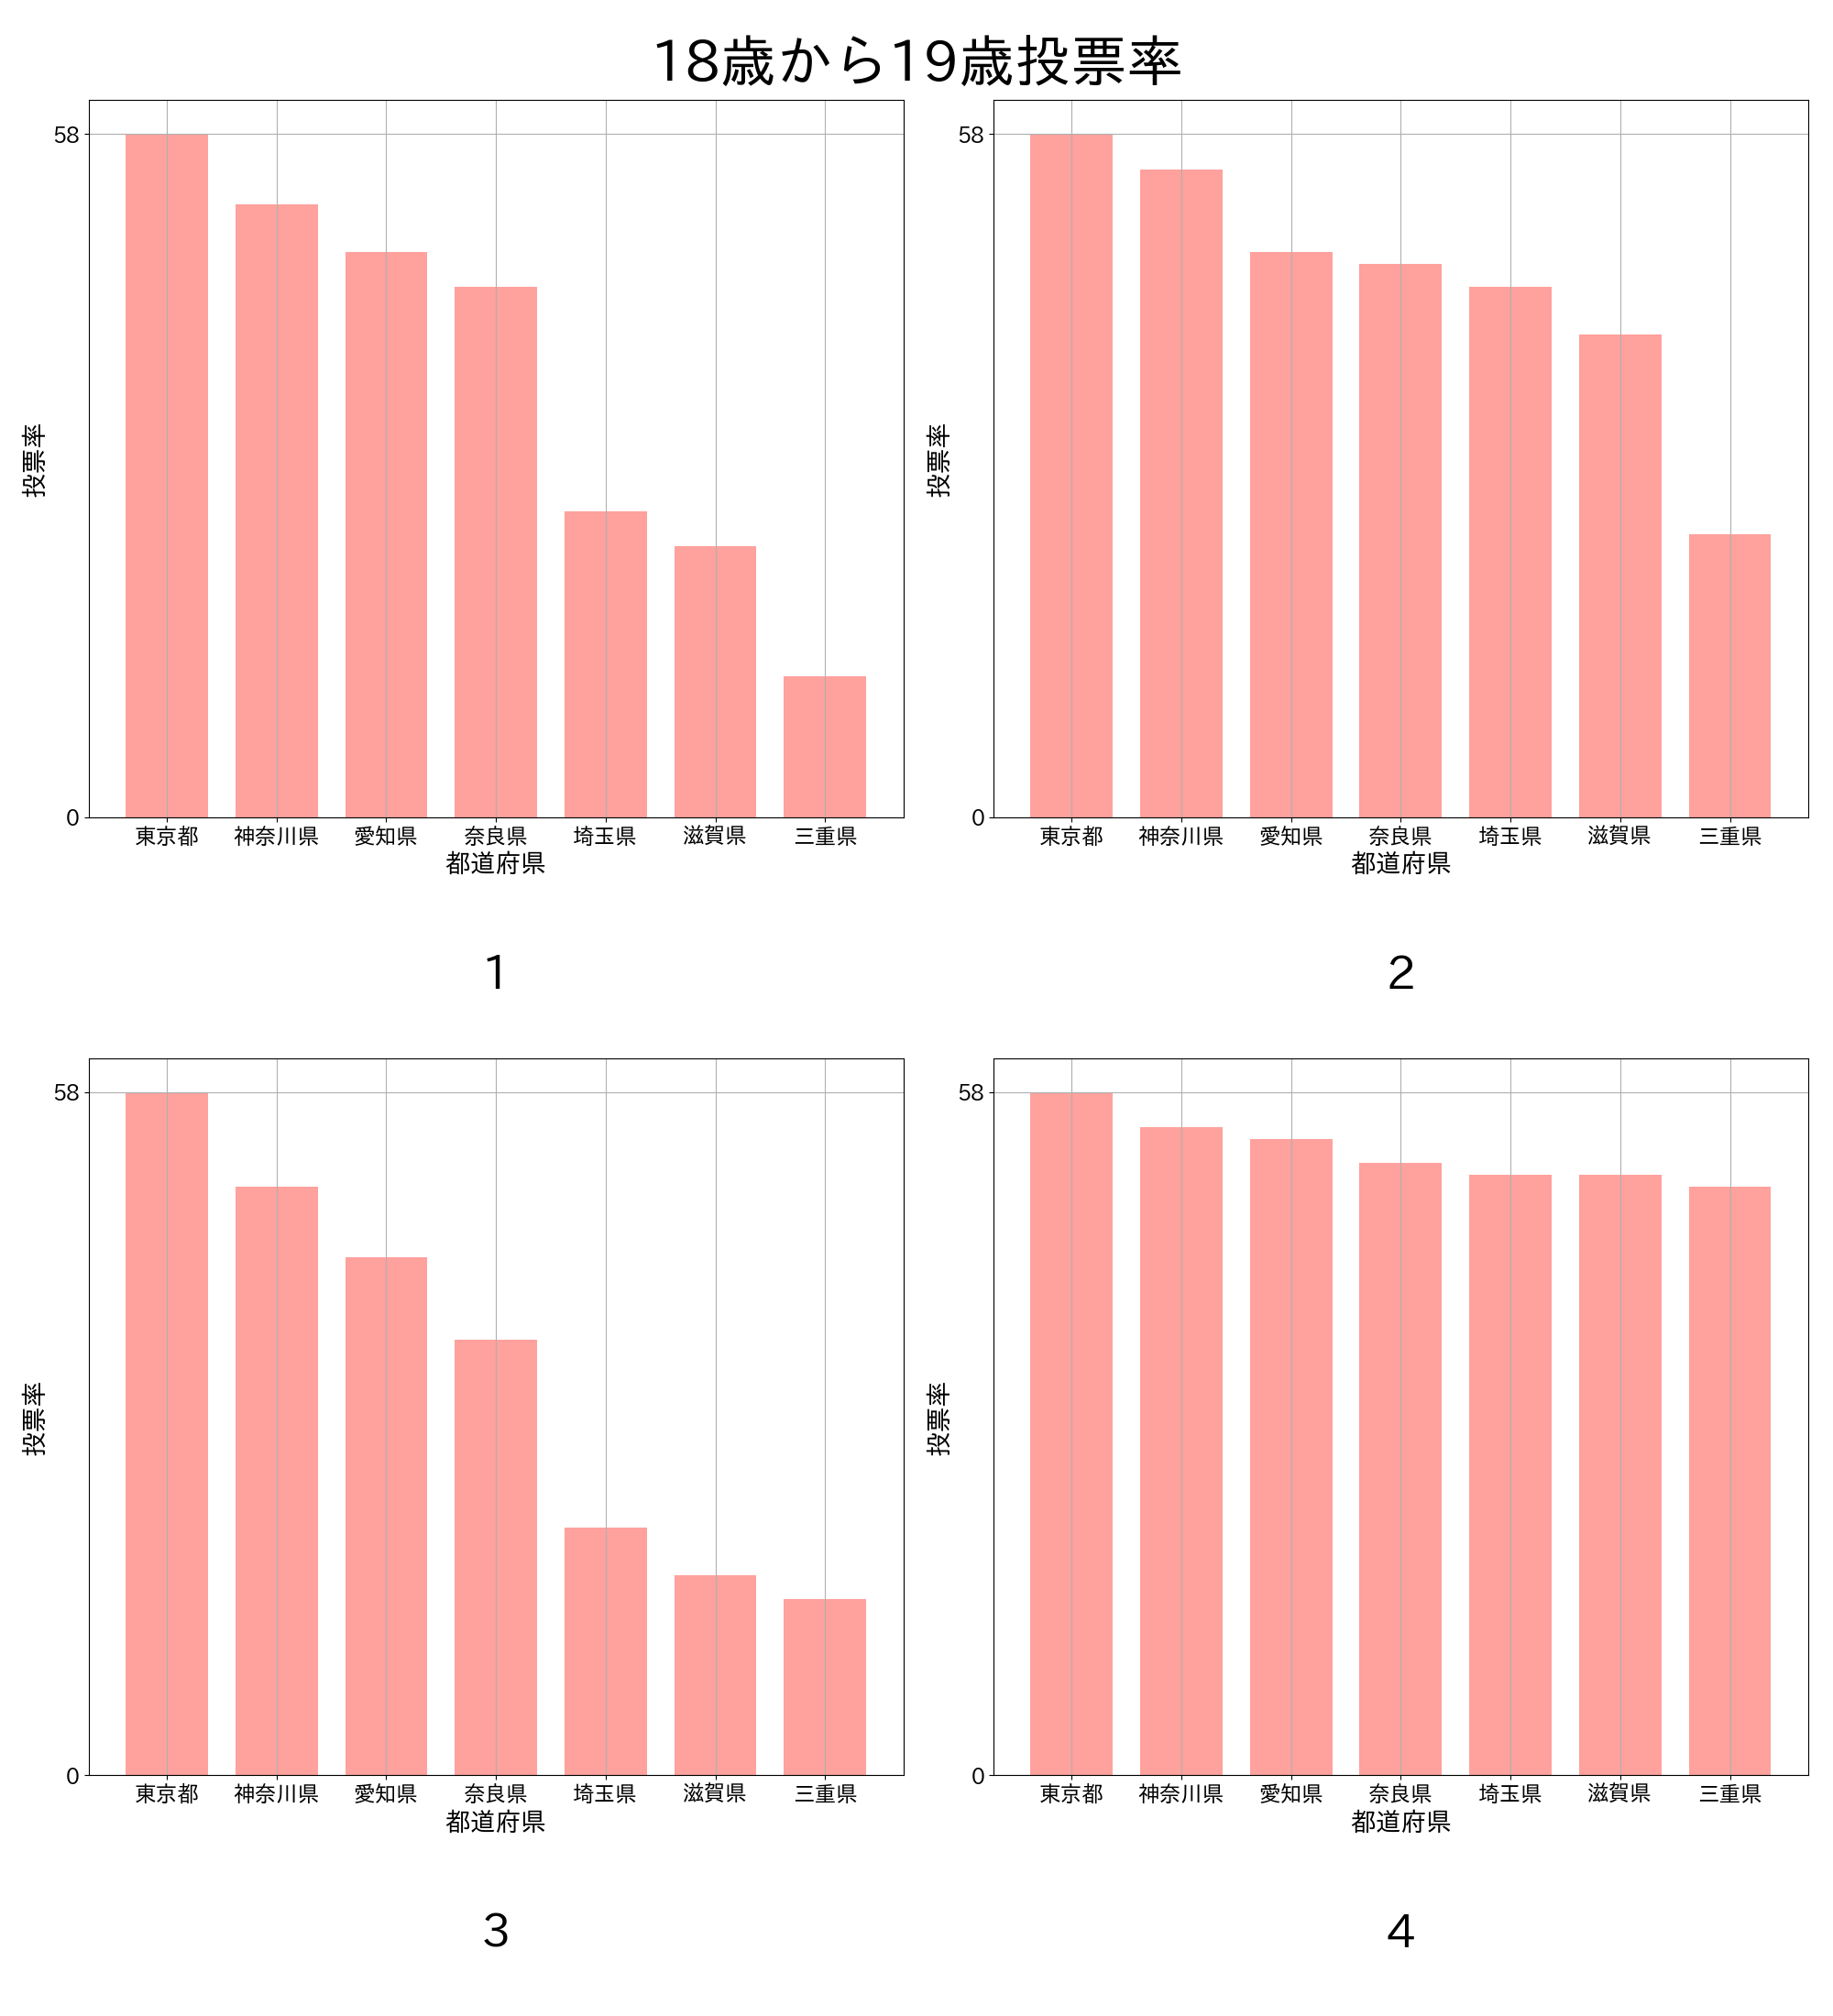 18歳から19歳投票率
58
0
投票率
東京都 神奈川県 愛知県 奈良県 埼玉県 滋賀県 三重県
都道府県
1
58
0
投票率
東京都 神奈川県 愛知県 奈良県 埼玉県 滋賀県 三重県
都道府県
2
58
0
投票率
東京都 神奈川県 愛知県 奈良県 埼玉県 滋賀県 三重県
都道府県
3
58
0
投票率
東京都 神奈川県 愛知県 奈良県 埼玉県 滋賀県 三重県
都道府県
4